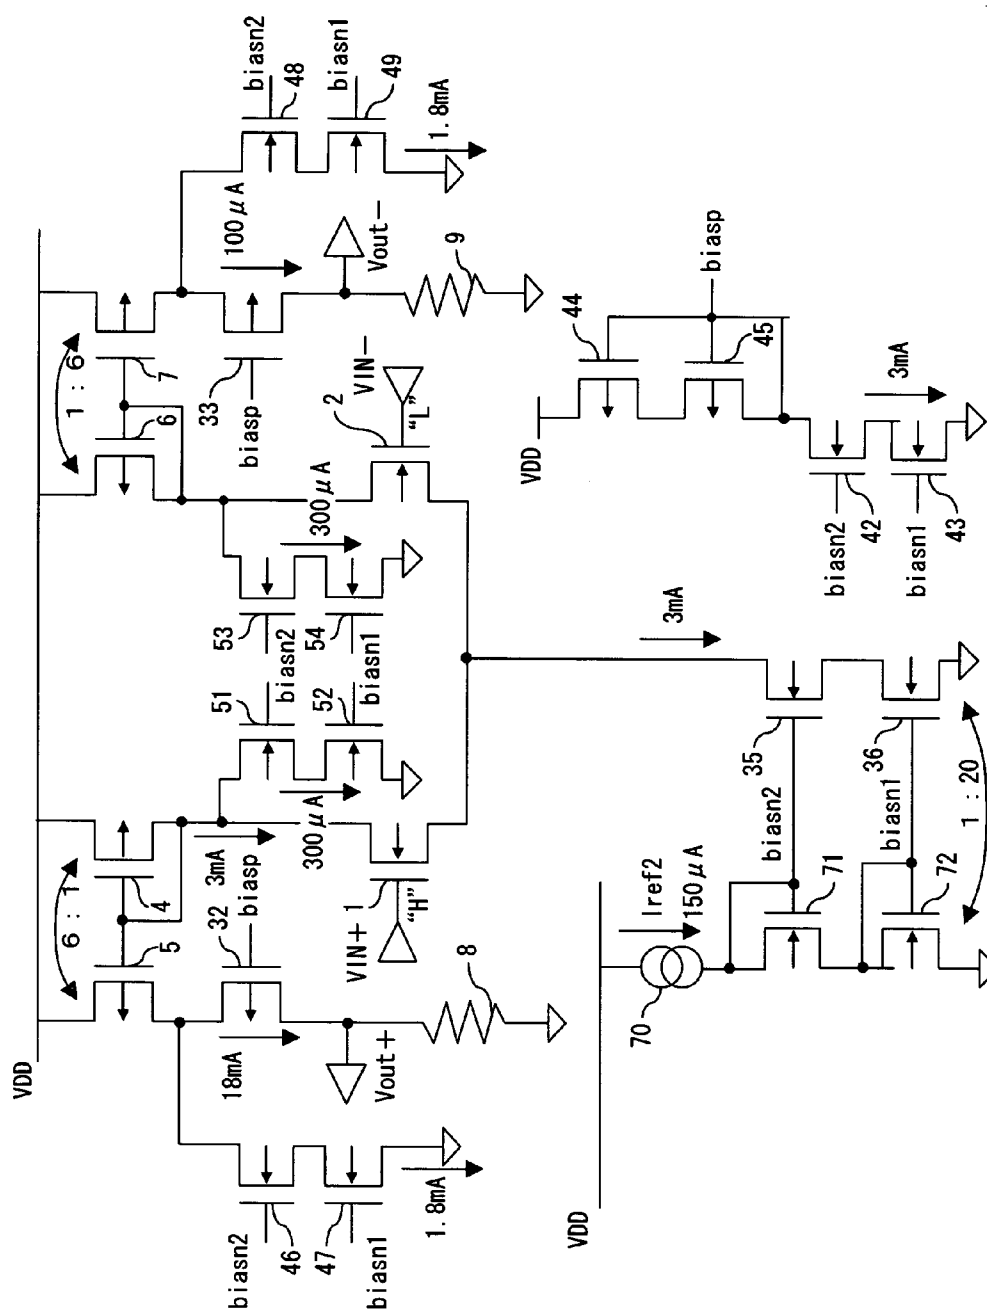 VDD
6 : 1
5
4
3mA
18mA
32
biasp
VIN+
1
"H"
Vout+
8
biasn2
46
47
biasn1
1.8mA
51
biasn2
52
biasn1
300μA
53
54
300μA
1 : 6
6
7
33
biasp
100μA
biasn2
48
biasn1
49
1.8mA
Vout−
9
VIN−
2
"L"
3mA
VDD
44
45
biasp
biasn2
42
biasn1
43
3mA
VDD
70
Iref2
150μA
71
72
biasn2
35
biasn1
36
1 : 20